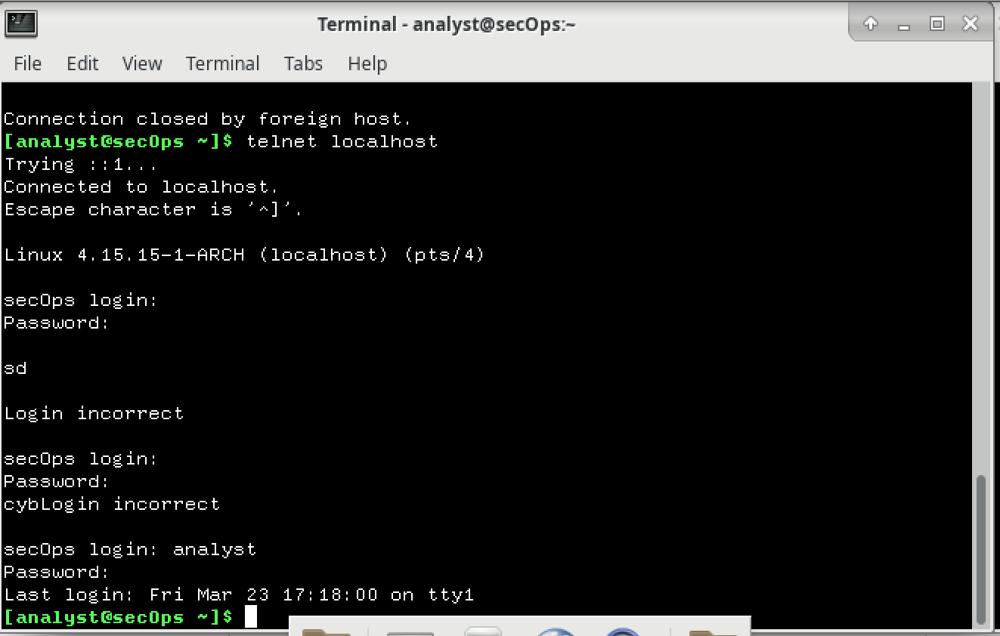 Terminal - analyst@secOps:~
File Edit View Terminal Tabs Help
Connection closed by foreign host.
[analyst@secOps ~]$ telnet localhost
Trying ::1...
Connected to localhost.
Escape character is '^]'.
Linux 4.15.15-1-ARCH (localhost) (pts/4)
secOps login:
Password:
sd
Login incorrect
secOps login:
Password:
cybLogin incorrect
secOps login: analyst
Password:
Last login: Fri Mar 23 17:18:00 on tty1
[analyst@secOps ~]$